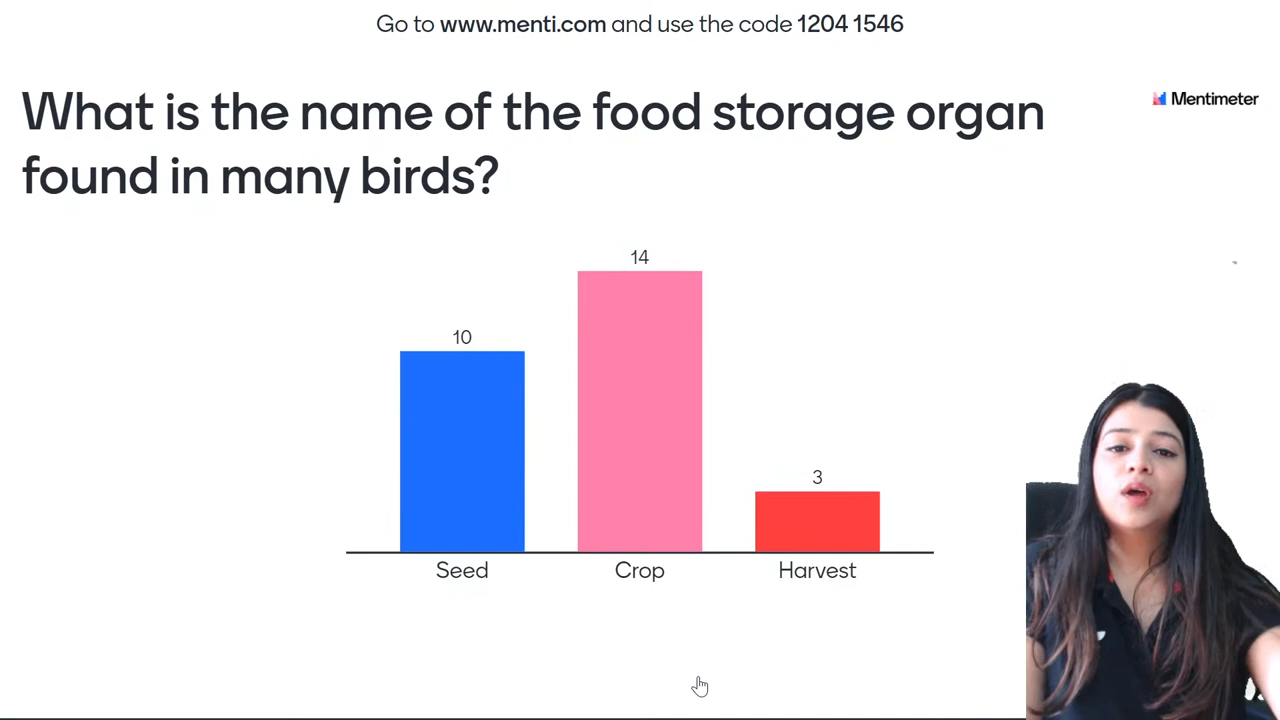 Go to www.menti.com and use the code 1204 1546
What is the name of the food storage organ
found in many birds?
Mentimeter
14
10
3
Seed Crop Harvest